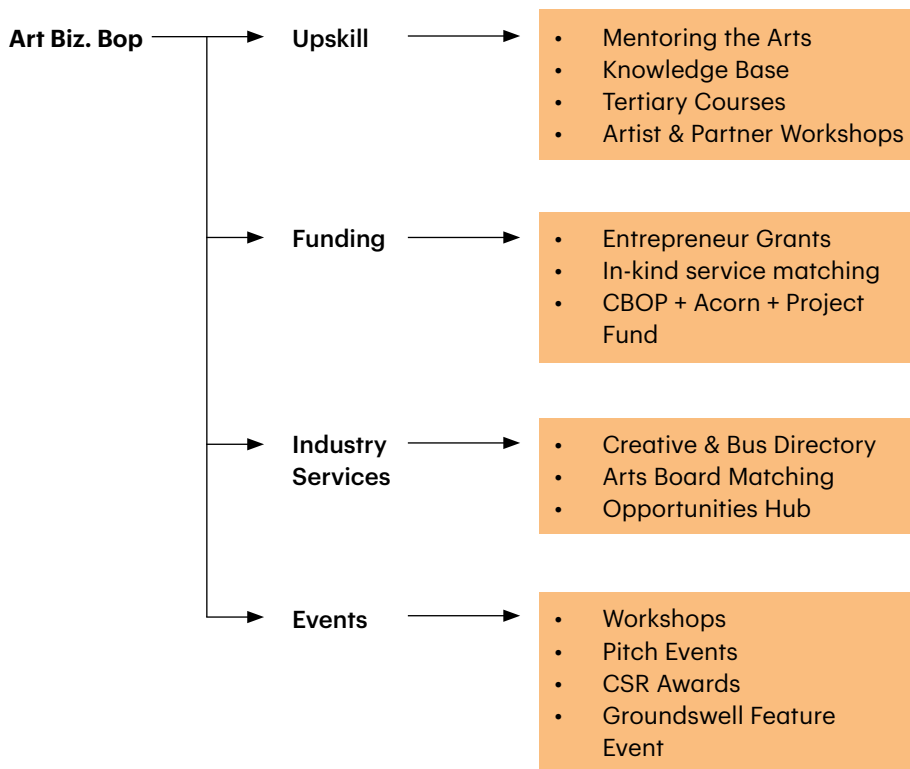 Art Biz. Bop
Upskill
• Mentoring the Arts
• Knowledge Base
• Tertiary Courses
• Artist & Partner Workshops
Funding
• Entrepreneur Grants
• In-kind service matching
• CBOP + Acorn + Project
Fund
Industry
Services
• Creative & Bus Directory
• Arts Board Matching
• Opportunities Hub
Events
• Workshops
• Pitch Events
• CSR Awards
• Groundswell Feature
Event